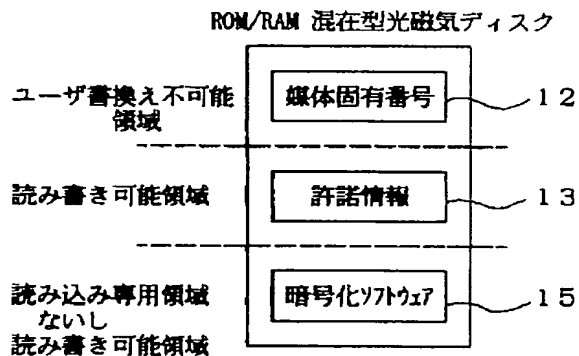 ROM/RAM 混在型光磁気ディスク
ユーザ書換え不可能
領域
媒体固有番号
12
読み書き可能領域
許諾情報
13
読み込み専用領域
ないし
読み書き可能領域
暗号化ソフトウェア
15